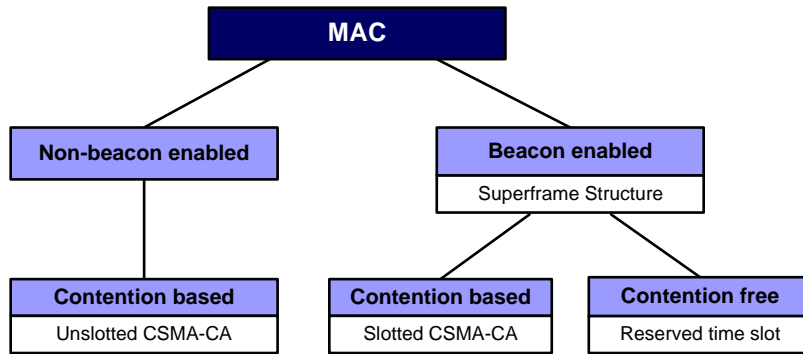 MAC
Non-beacon enabled
Beacon enabled
Superframe Structure
Contention based
Unslotted CSMA-CA
Contention based
Slotted CSMA-CA
Contention free
Reserved time slot